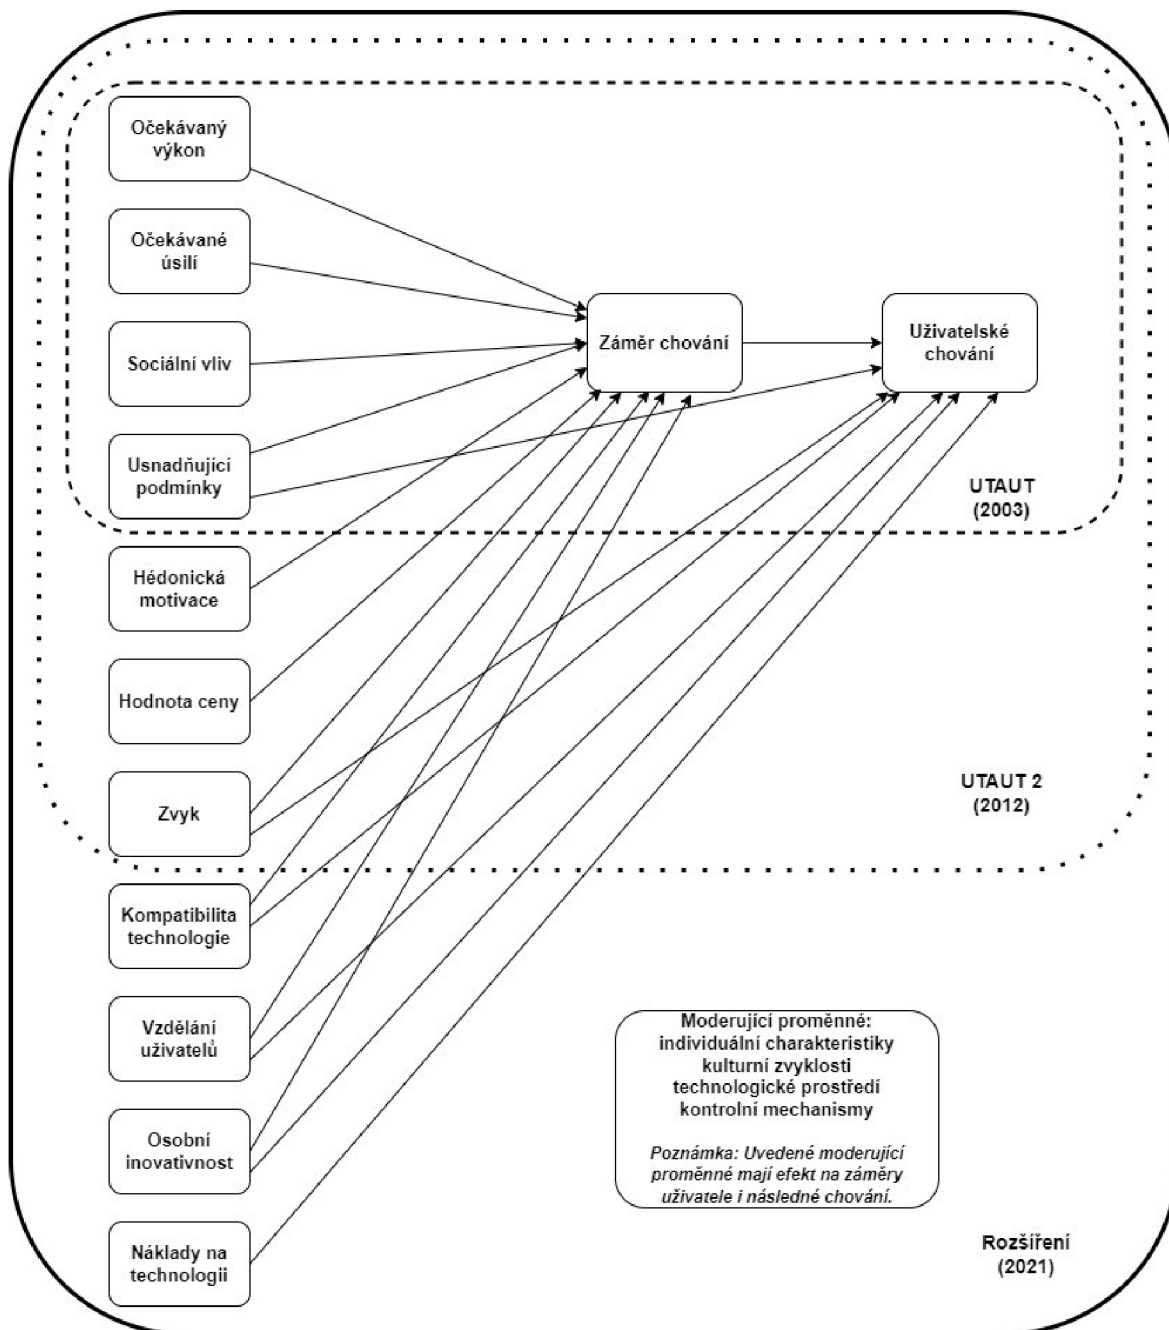 Očekávaný
výkon
Očekávané
úsilí
Sociální vliv
Usnadňující
podmínky
Hédonická
motivace
Hodnota ceny
Zvyk
Kompatibilita
technologie
Vzdělání
uživatelů
Osobní
inovativnost
Náklady na
technologii
Záměr chování
Uživatelské
chování
UTAUT
(2003)
UTAUT 2
(2012)
Moderující proměnné:
individuální charakteristiky
kulturní zvyklosti
technologické prostředí
kontrolní mechanismy
Poznámka: Uvedené moderující
proměnné mají efekt na záměry
uživatele i následné chování.
Rozšíření
(2021)